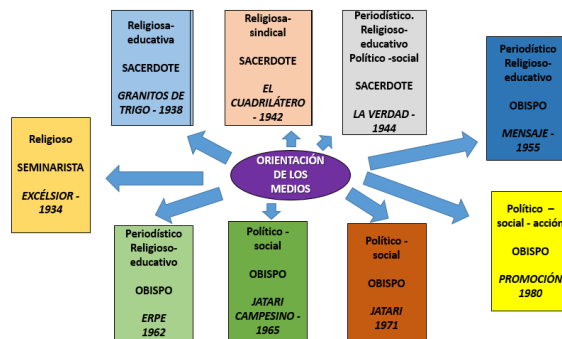 Religiosa-
educativa
SACERDOTE
GRANITOS DE
TRIGO - 1938
Religiosa-
sindical
SACERDOTE
EL
CUADRILÁTERO
- 1942
Periodístico.
Religioso-
educativo
Político -social
SACERDOTE
LA VERDAD -
1944
Periodístico
Religioso-
educativo
OBISPO
MENSAJE -
1955
Religioso
SEMINARISTA
EXCÉLSIOR -
1934
ORIENTACIÓN
DE LOS
MEDIOS
Periodístico
Religioso-
educativo
OBISPO
ERPE
1962
Político -
social
OBISPO
JATARI
CAMPESINO -
1965
Político -
social
OBISPO
JATARI
1971
Político –
social - acción
OBISPO
PROMOCIÓN
1980